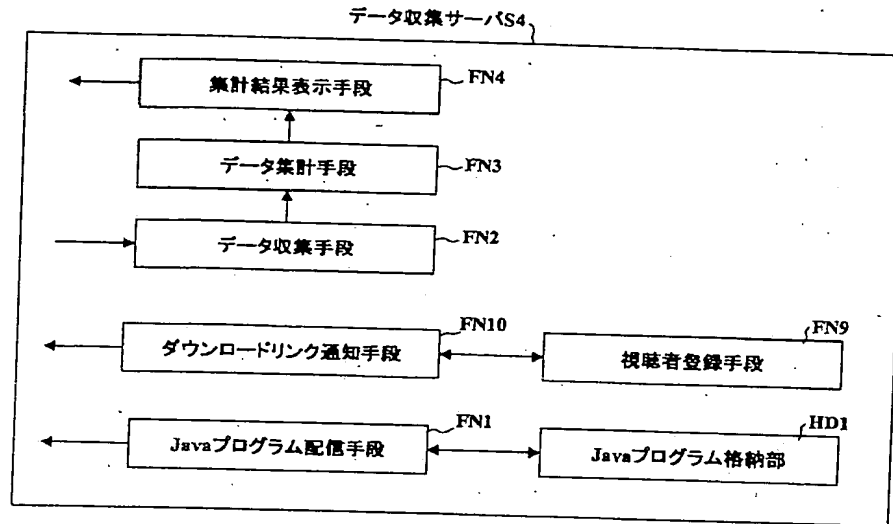 データ収集サーバS4
集計結果表示手段
FN4
データ集計手段
FN3
データ収集手段
FN2
ダウンロードリンク通知手段
FN10
視聴者登録手段
FN9
Javaプログラム配信手段
FN1
Javaプログラム格納部
HD1